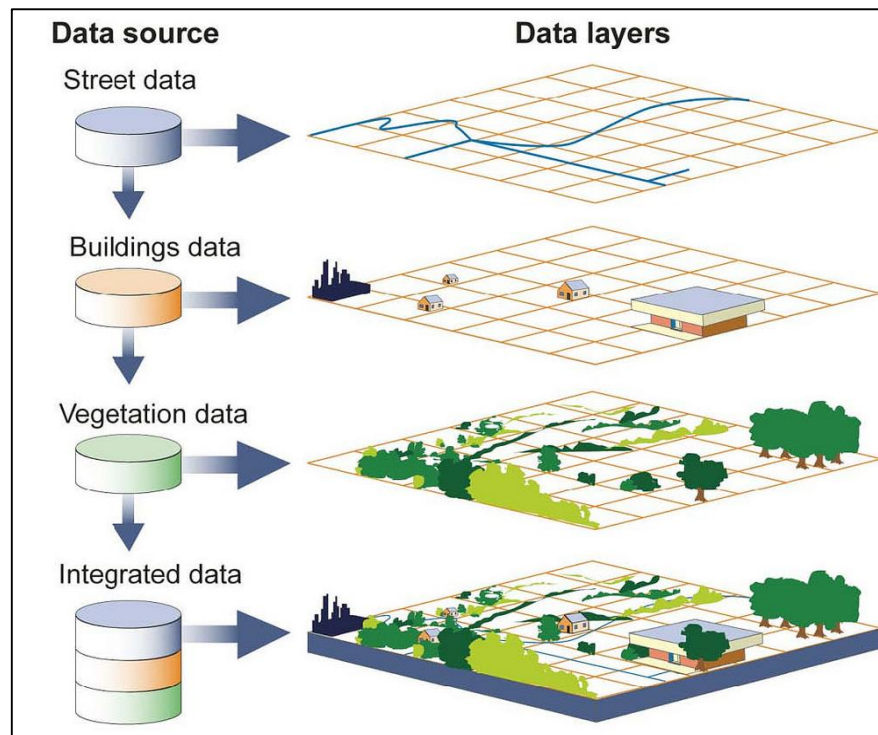 Data source
Data layers
Street data
Buildings data
Vegetation data
Integrated data